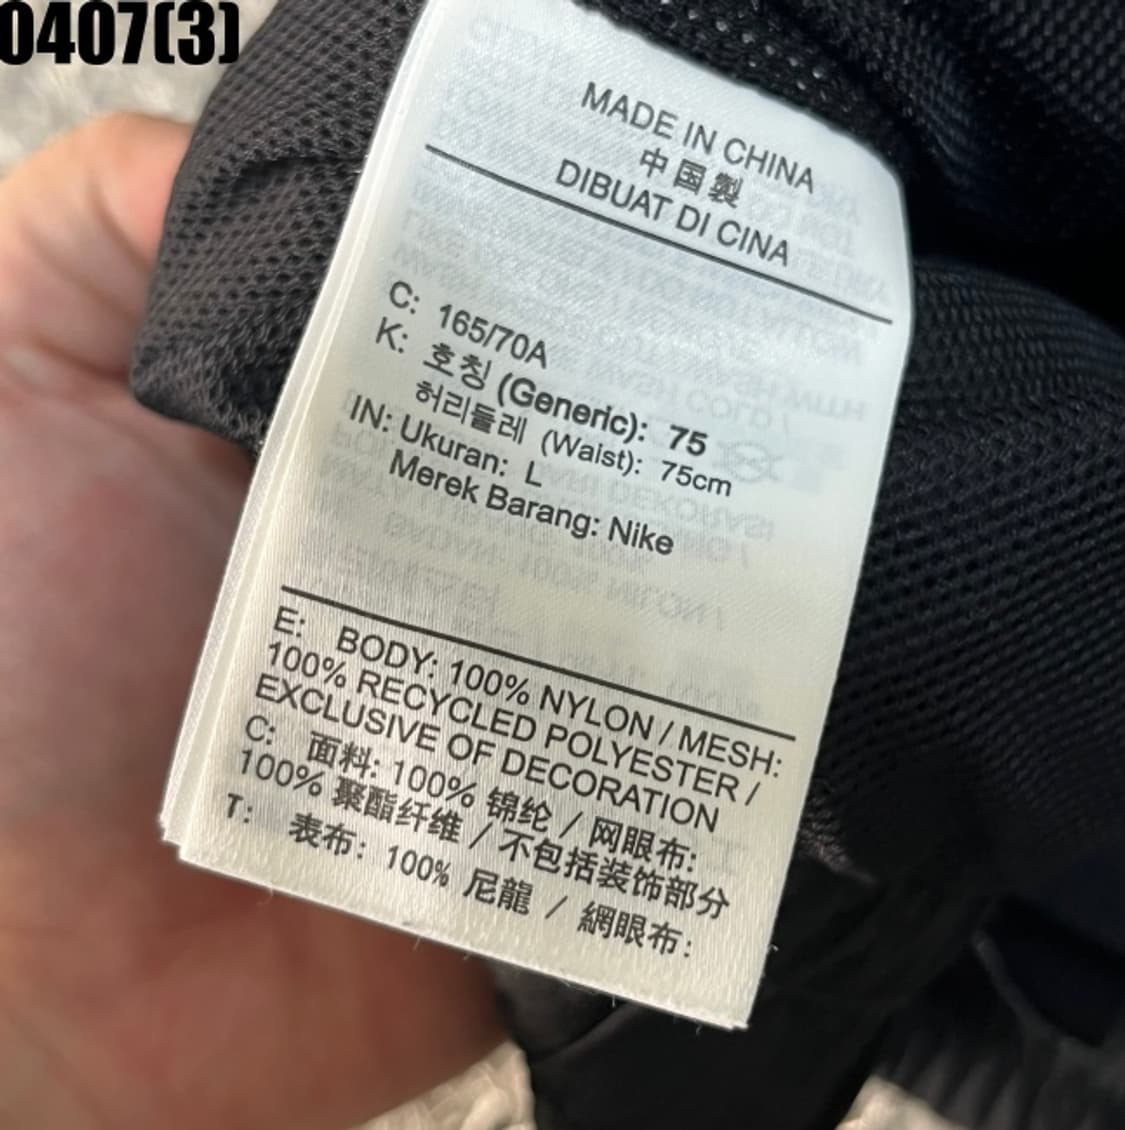 0407(3)
MADE IN CHINA
中国製
DIBUAT DI CINA
C: 165/70A
K: 호칭 (Generic): 75
허리들레 (Waist): 75cm
IN: Ukuran: L
Merek Barang: Nike
E: BODY: 100% NYLON / MESH:
100% RECYCLED POLYESTER /
EXCLUSIVE OF DECORATION
C: 面料: 100% 锦纶 / 网眼布:
100% 聚酯纤维 / 不包括装饰部分
T: 表布: 100% 尼龍 / 網眼布: